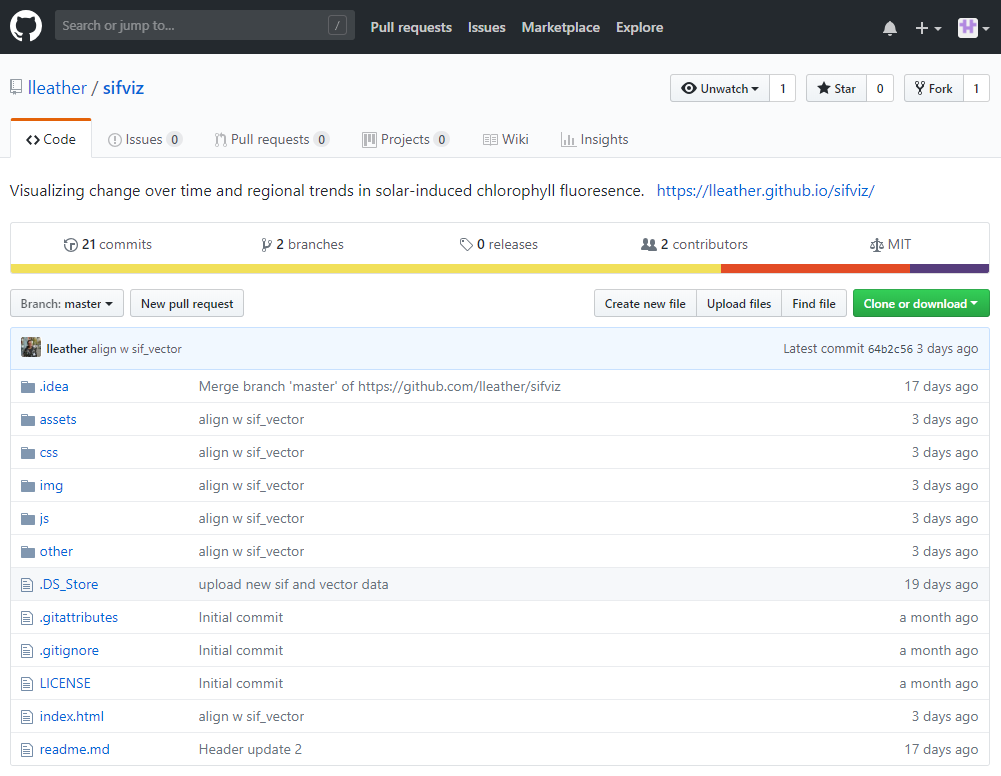 Search or jump to... /
Pull requests Issues Marketplace Explore
lleather / sifviz
Unwatch 1 Star 0 Fork 1
Code Issues 0 Pull requests 0 Projects 0 Wiki Insights
Visualizing change over time and regional trends in solar-induced chlorophyll fluoresence. https://lleather.github.io/sifviz/
21 commits 2 branches 0 releases 2 contributors MIT
Branch: master New pull request Create new file Upload files Find file Clone or download
lleather align w sif_vector Latest commit 64b2c56 3 days ago
.idea Merge branch 'master' of https://github.com/lleather/sifviz 17 days ago
assets align w sif_vector 3 days ago
css align w sif_vector 3 days ago
img align w sif_vector 3 days ago
js align w sif_vector 3 days ago
other align w sif_vector 3 days ago
.DS_Store upload new sif and vector data 19 days ago
.gitattributes Initial commit a month ago
.gitignore Initial commit a month ago
LICENSE Initial commit a month ago
index.html align w sif_vector 3 days ago
readme.md Header update 2 17 days ago